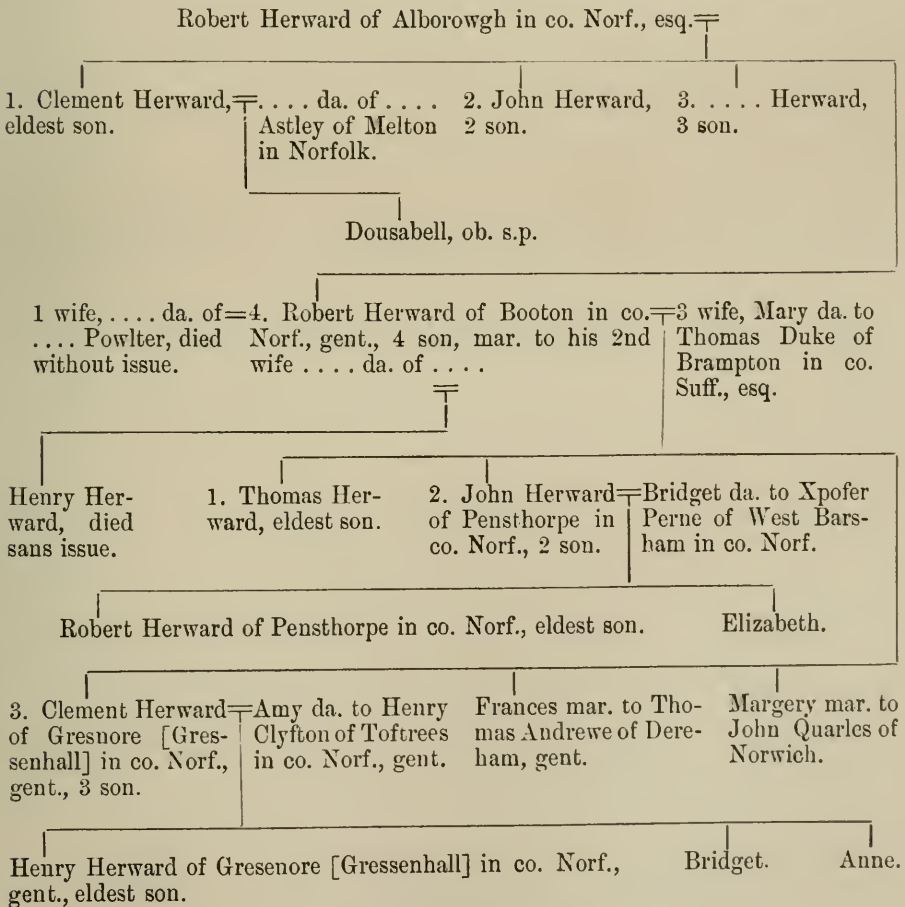 Robert Herward of Alborowgh in co. Norf., esq.
1. Clement Herward,
eldest son.
. . . . da. of . . . .
Astley of Melton
in Norfolk.
2. John Herward,
2 son.
3. . . . . Herward,
3 son.
Dousabell, ob. s.p.
1 wife, . . . . da. of
. . . . Powlter, died
without issue.
4. Robert Herward of Booton in co.
Norf., gent., 4 son, mar. to his 2nd
wife . . . . da. of . . . .
3 wife, Mary da. to
Thomas Duke of
Brampton in co.
Suff., esq.
Henry Her-
ward, died
sans issue.
1. Thomas Her-
ward, eldest son.
2. John Herward
of Pensthorpe in
co. Norf., 2 son.
Bridget da. to Xpofer
Perne of West Bars-
ham in co. Norf.
Robert Herward of Pensthorpe in co. Norf., eldest son.
Elizabeth.
3. Clement Herward
of Gresnore [Gres-
senhall] in co. Norf.,
gent., 3 son.
Amy da. to Henry
Clyfton of Toftrees
in co. Norf., gent.
Frances mar. to Tho-
mas Andrewe of Dere-
ham, gent.
Margery mar. to
John Quarles of
Norwich.
Henry Herward of Gresenore [Gressenhall] in co. Norf.,
gent., eldest son.
Bridget.
Anne.